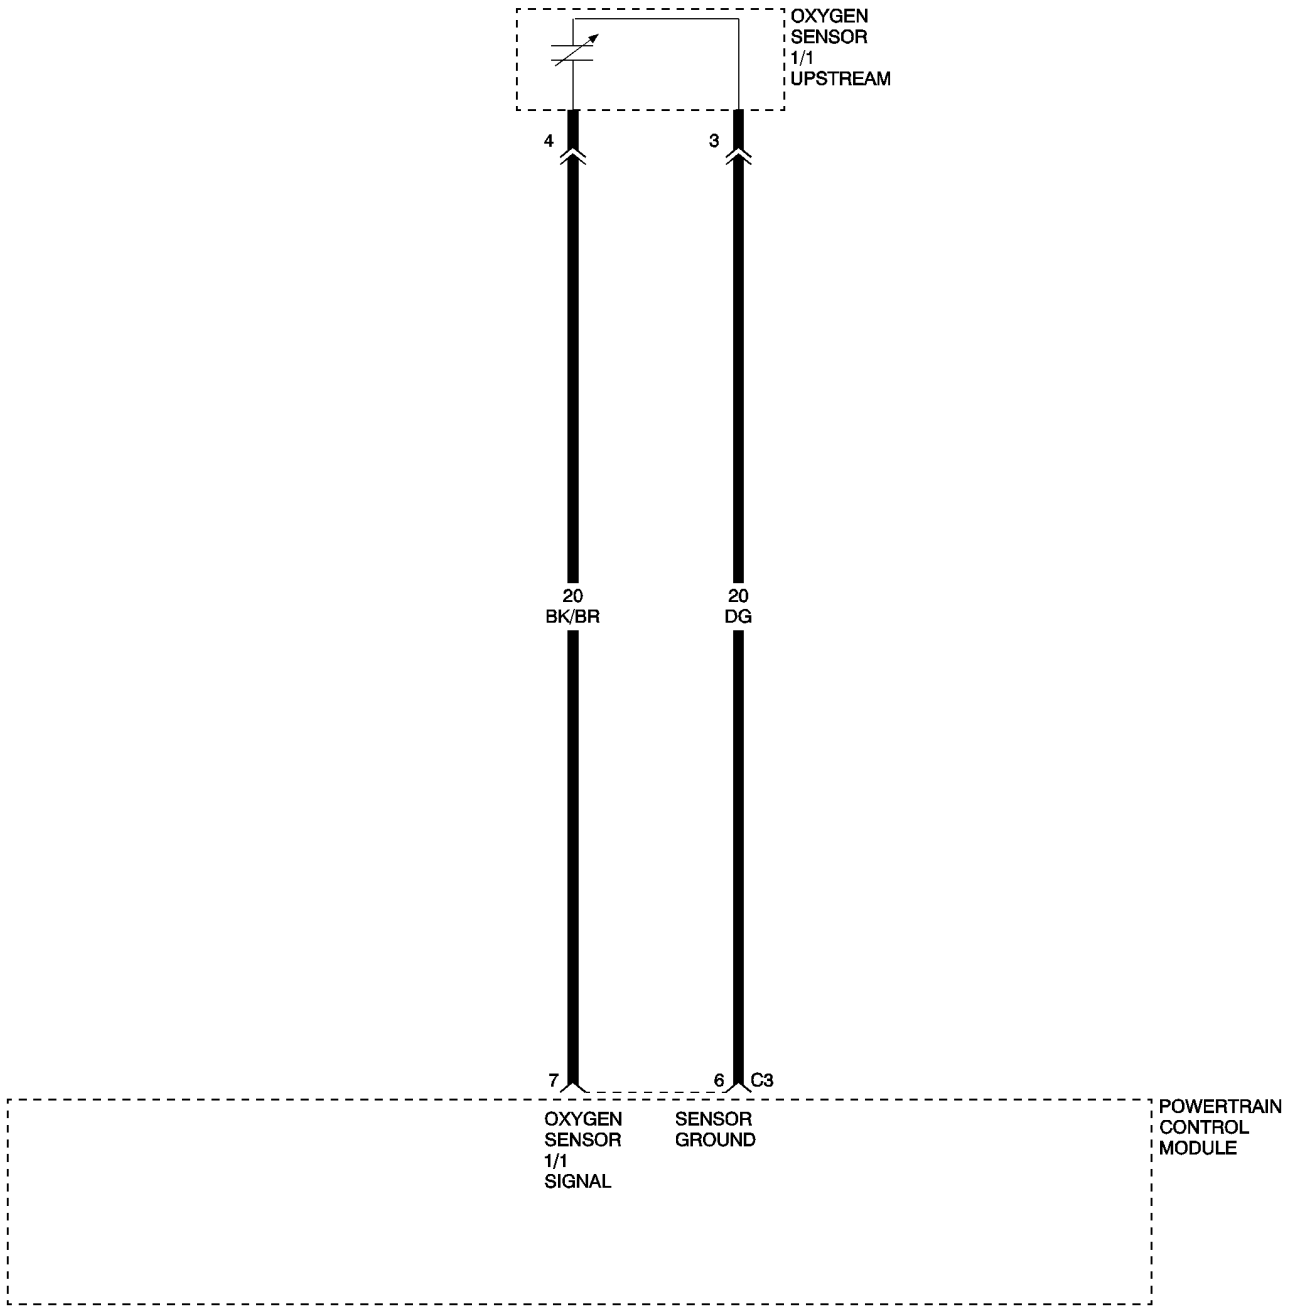 OXYGEN
SENSOR
1/1
UPSTREAM
4
3
20
BK/BR
20
DG
7
6
C3
OXYGEN
SENSOR
1/1
SIGNAL
SENSOR
GROUND
POWERTRAIN
CONTROL
MODULE